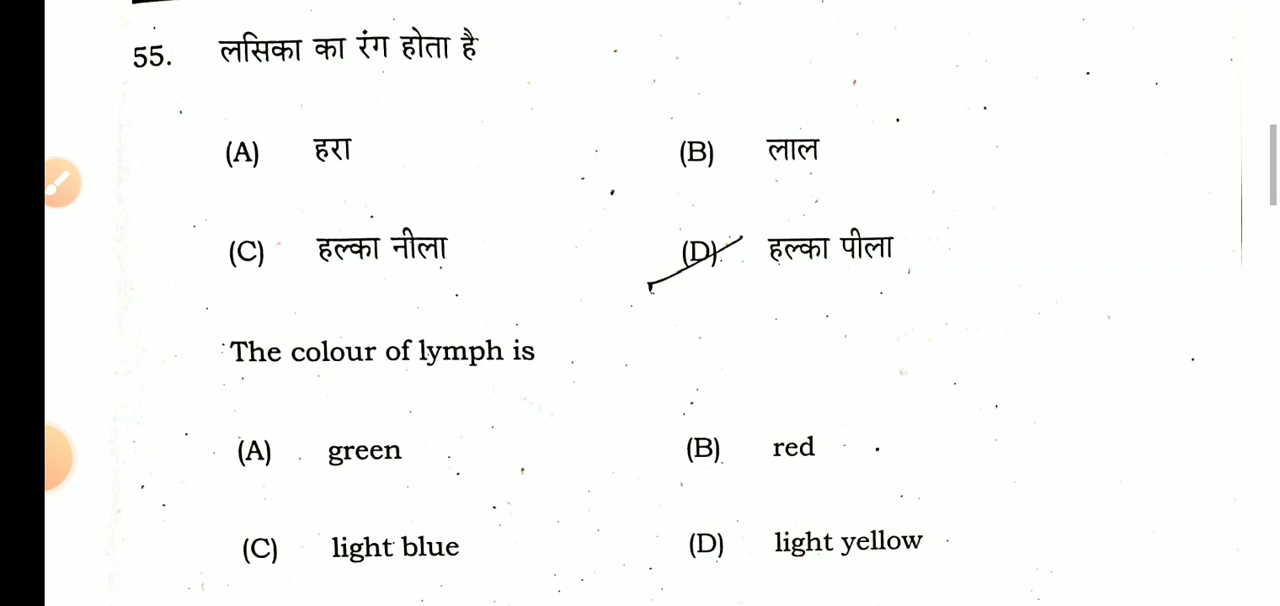 55. लसिका का रंग होता है
(A) हरा (B) लाल
(C) हल्का नीला (D) हल्का पीला
The colour of lymph is
(A) green (B) red
(C) light blue (D) light yellow